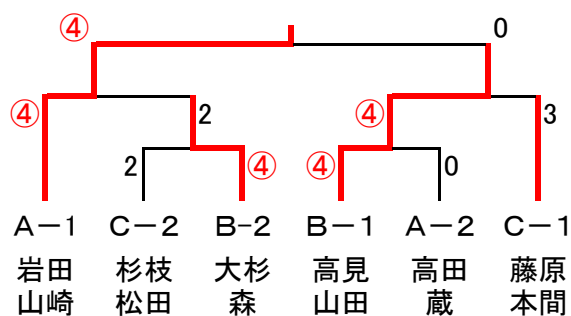 ④ 0
④ 2 ④ 3
2 ④ ④ 0
A－1 C－2 B-2 B－1 A－2 C－1
岩田 杉枝 大杉 高見 高田 藤原
山崎 松田 森 山田 蔵 本間